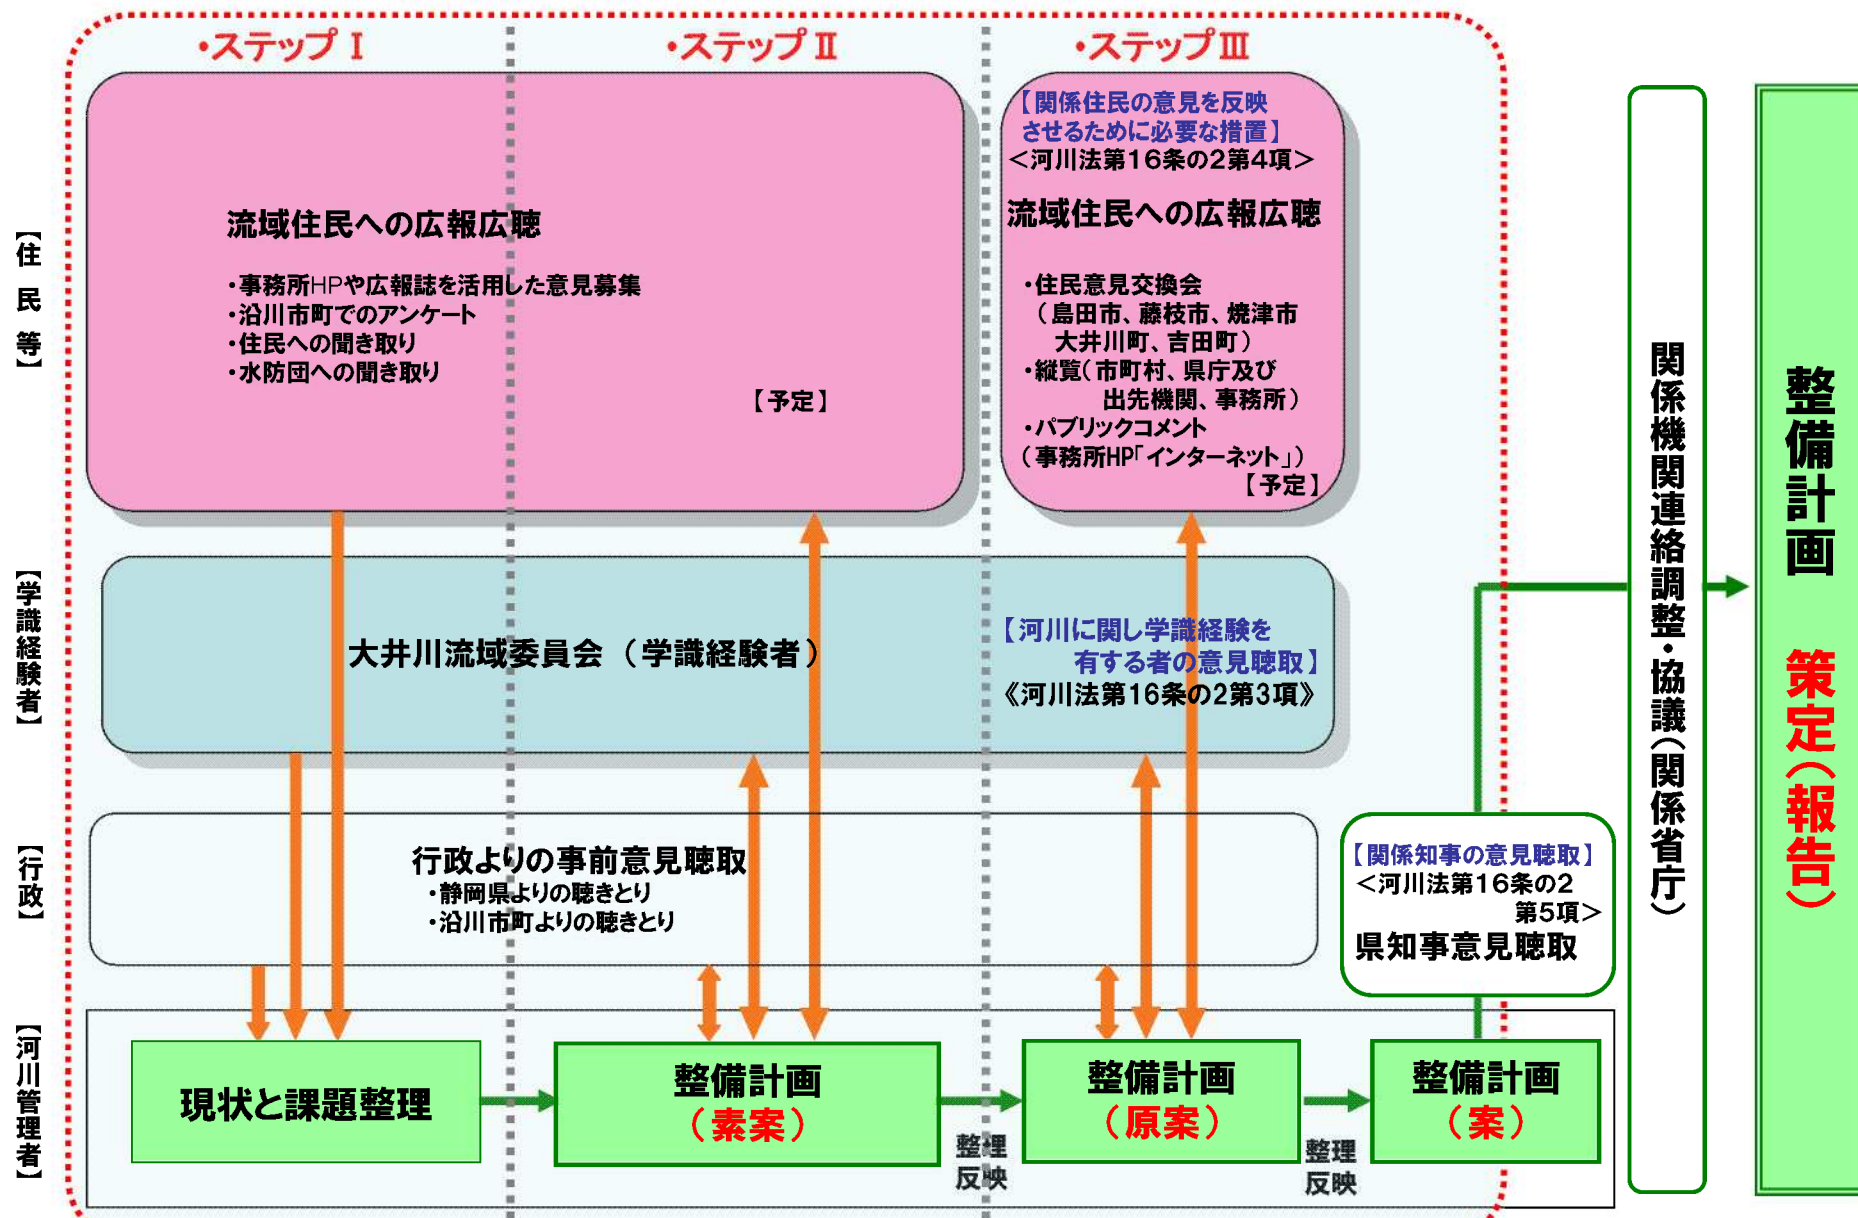 ・ステップⅠ
・ステップⅡ
・ステップⅢ
【住民等】
流域住民への広報広聴
・事務所HPや広報誌を活用した意見募集
・沿川市町でのアンケート
・住民への聞き取り
・水防団への聞き取り
【予定】
【関係住民の意見を反映
させるために必要な措置】
＜河川法第16条の2第4項＞
流域住民への広報広聴
・住民意見交換会
（島田市、藤枝市、焼津市
大井川町、吉田町）
・縦覧（市町村、県庁及び
出先機関、事務所）
・パブリックコメント
（事務所HP「インターネット」）
【予定】
【学識経験者】
大井川流域委員会（学識経験者）
【河川に関し学識経験を
有する者の意見聴取】
《河川法第16条の2第3項》
【行政】
行政よりの事前意見聴取
・静岡県よりの聴きとり
・沿川市町よりの聴きとり
【関係知事の意見聴取】
＜河川法第16条の2
第5項＞
県知事意見聴取
【河川管理者】
現状と課題整理
整備計画
（素案）
整理
反映
整備計画
（原案）
整理
反映
整備計画
（案）
関係機関連絡調整・協議（関係省庁）
整備計画　策定（報告）